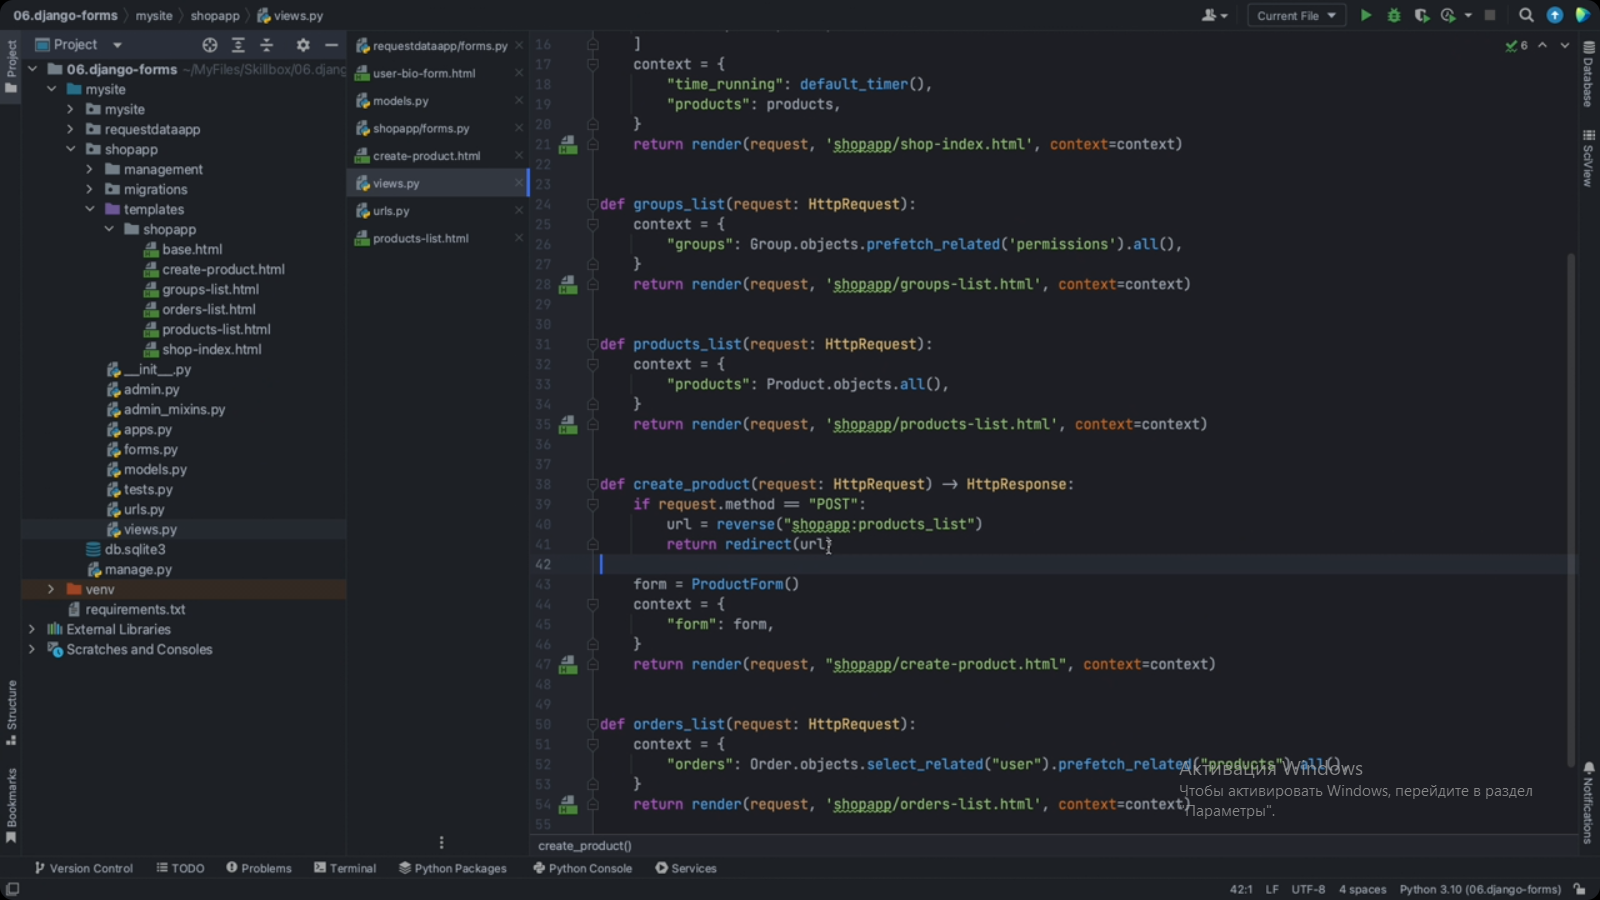 06.django-forms mysite shopapp views.py
Current File
Project
Project
Structure
Bookmarks
06.django-forms ~/MyFiles/Skillbox/06.djang
mysite
mysite
requestdataapp
shopapp
management
migrations
templates
shopapp
base.html
create-product.html
groups-list.html
orders-list.html
products-list.html
shop-index.html
__init__.py
admin.py
admin_mixins.py
apps.py
forms.py
models.py
tests.py
urls.py
views.py
db.sqlite3
manage.py
venv
requirements.txt
External Libraries
Scratches and Consoles
requestdataapp/forms.py
user-bio-form.html
models.py
shopapp/forms.py
create-product.html
views.py
urls.py
products-list.html
6
16 ]
17 context = {
18 "time_running": default_timer(),
19 "products": products,
20 }
21 return render(request, 'shopapp/shop-index.html', context=context)
22
23
24 def groups_list(request: HttpRequest):
25 context = {
26 "groups": Group.objects.prefetch_related('permissions').all(),
27 }
28 return render(request, 'shopapp/groups-list.html', context=context)
29
30
31 def products_list(request: HttpRequest):
32 context = {
33 "products": Product.objects.all(),
34 }
35 return render(request, 'shopapp/products-list.html', context=context)
36
37
38 def create_product(request: HttpRequest) → HttpResponse:
39 if request.method == "POST":
40 url = reverse("shopapp:products_list")
41 return redirect(url)
42
43 form = ProductForm()
44 context = {
45 "form": form,
46 }
47 return render(request, "shopapp/create-product.html", context=context)
48
49
50 def orders_list(request: HttpRequest):
51 context = {
52 "orders": Order.objects.select_related("user").prefetch_related("products").all(),
53 }
54 return render(request, 'shopapp/orders-list.html', context=context)
55
Активация Windows
Чтобы активировать Windows, перейдите в раздел
"Параметры".
create_product()
Database
SciView
Notifications
Version Control TODO Problems Terminal Python Packages Python Console Services
42:1 LF UTF-8 4 spaces Python 3.10 (06.django-forms)